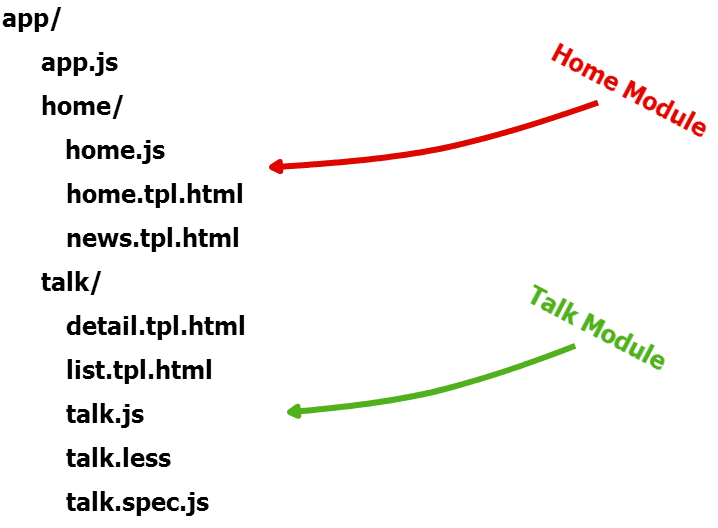 app/
app.js
home/
home.js
home.tpl.html
news.tpl.html
talk/
detail.tpl.html
list.tpl.html
talk.js
talk.less
talk.spec.js
Home Module
Talk Module